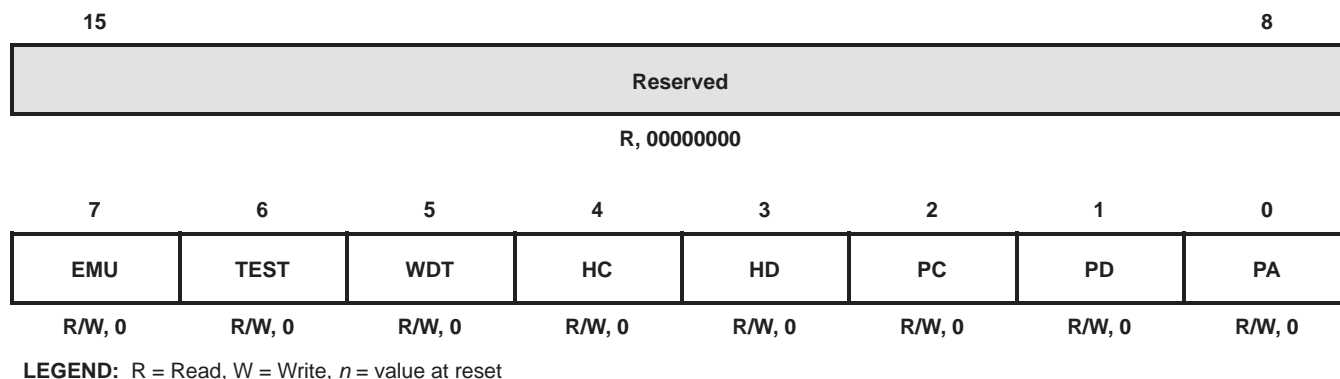 15 8
Reserved
R, 00000000
7 6 5 4 3 2 1 0
EMU TEST WDT HC HD PC PD PA
R/W, 0 R/W, 0 R/W, 0 R/W, 0 R/W, 0 R/W, 0 R/W, 0 R/W, 0
LEGEND: R = Read, W = Write, n = value at reset